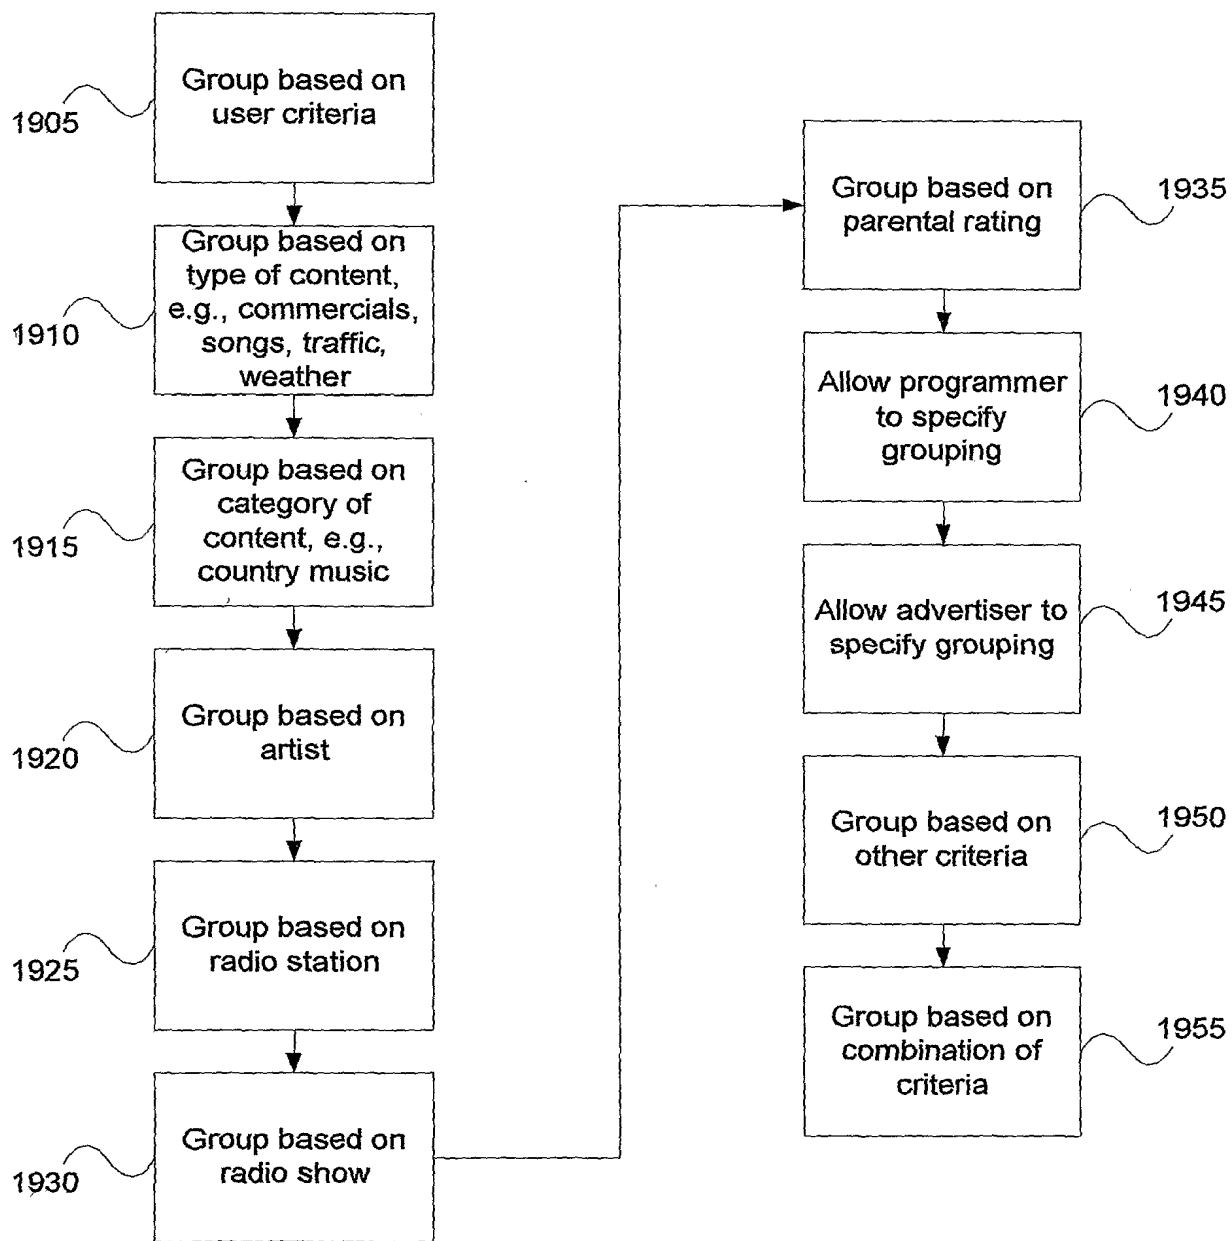 Group based on
user criteria
1905
Group based on
type of content,
e.g., commercials,
songs, traffic,
weather
1910
Group based on
category of
content, e.g.,
country music
1915
Group based on
artist
1920
Group based on
radio station
1925
Group based on
radio show
1930
Group based on
parental rating
1935
Allow programmer
to specify
grouping
1940
Allow advertiser to
specify grouping
1945
Group based on
other criteria
1950
Group based on
combination of
criteria
1955